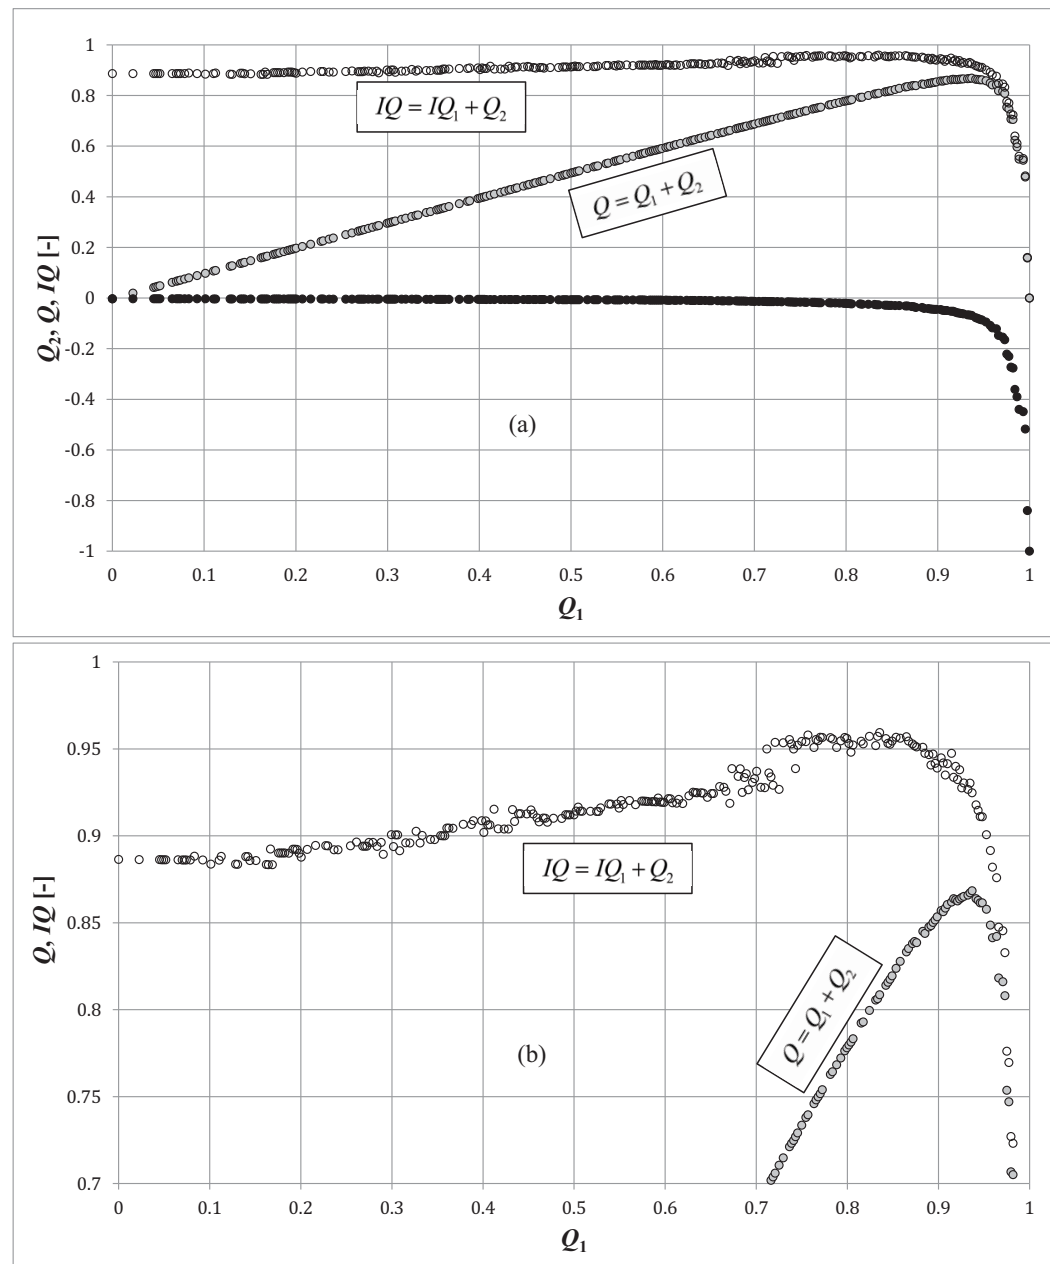 1
0.8
0.6
0.4
0.2
0
-0.2
-0.4
-0.6
-0.8
-1
Q₂, Q, IQ [-]
IQ = IQ₁ + Q₂
Q = Q₁ + Q₂
(a)
0 0.1 0.2 0.3 0.4 0.5 0.6 0.7 0.8 0.9 1
Q₁
1
0.95
0.9
0.85
0.8
0.75
0.7
Q, IQ [-]
IQ = IQ₁ + Q₂
Q = Q₁ + Q₂
(b)
0 0.1 0.2 0.3 0.4 0.5 0.6 0.7 0.8 0.9 1
Q₁